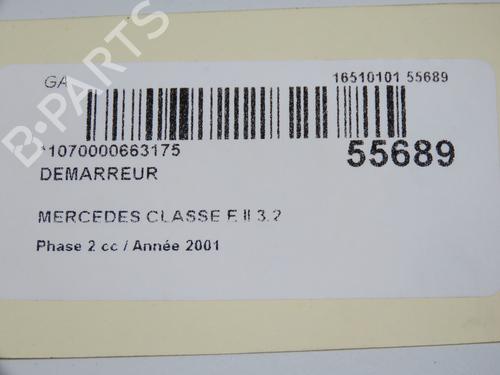 B-PARTS
GA
16510101 55689
*1070000663175
55689
DEMARREUR
MERCEDES CLASSE E II 3.2
Phase 2 cc / Année 2001